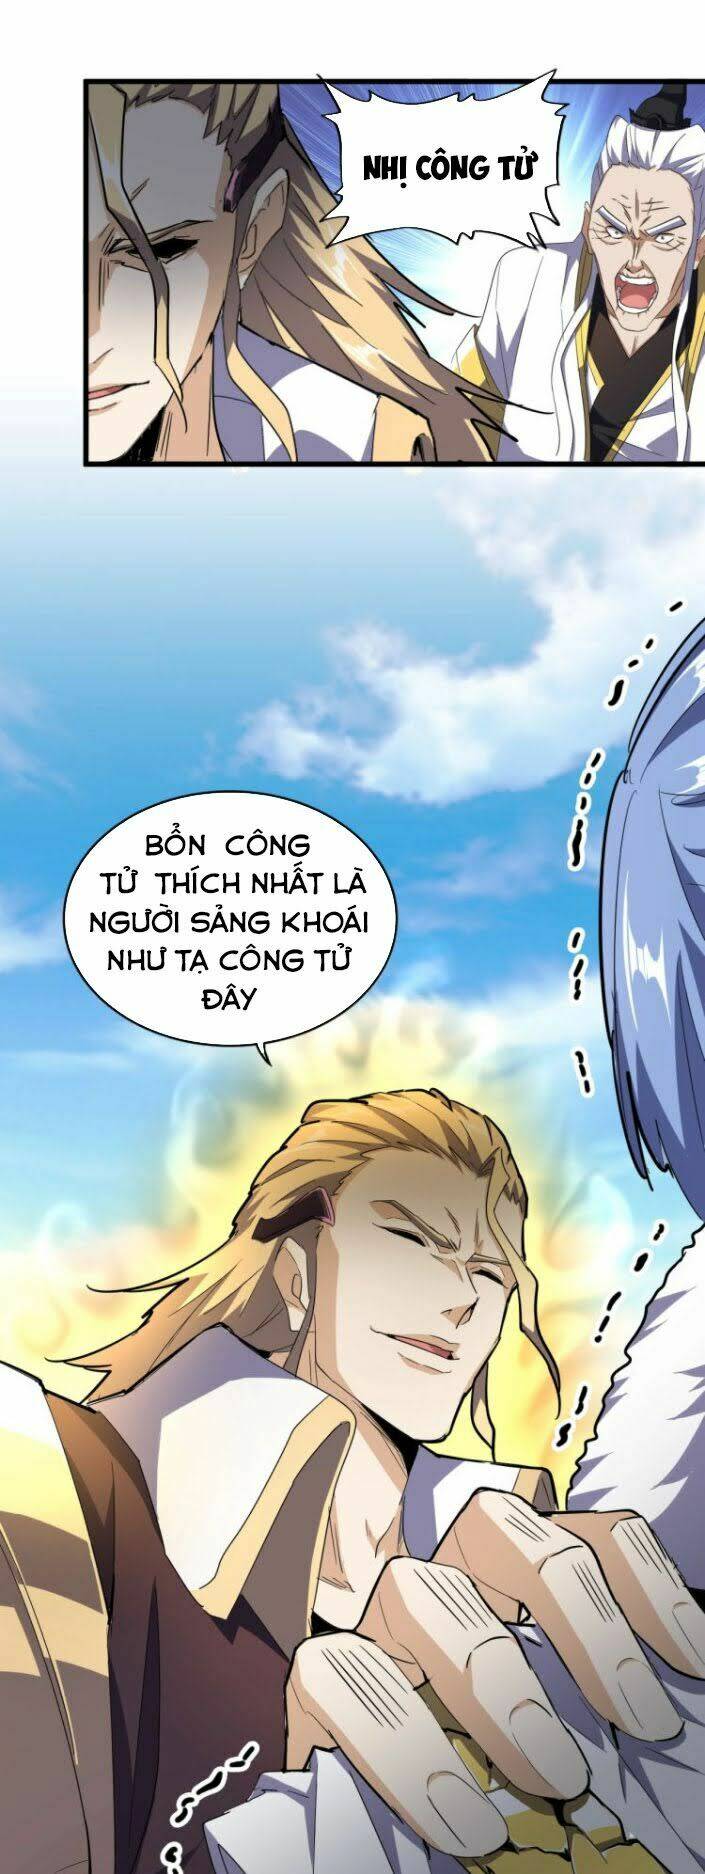 NHỊ CÔNG TỬ
BỔN CÔNG
TỬ THÍCH NHẤT LÀ
NGƯỜI SẢNG KHOÁI
NHƯ TẠ CÔNG TỬ
ĐÂY